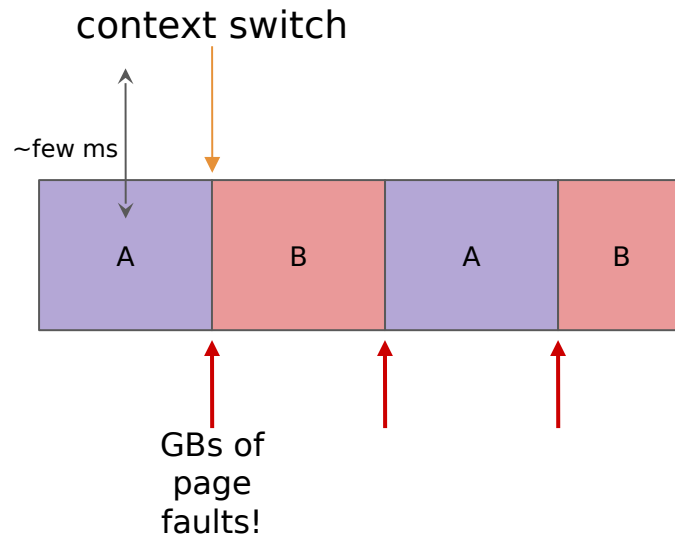 context switch
~few ms
A
B
A
B
GBs of
page
faults!